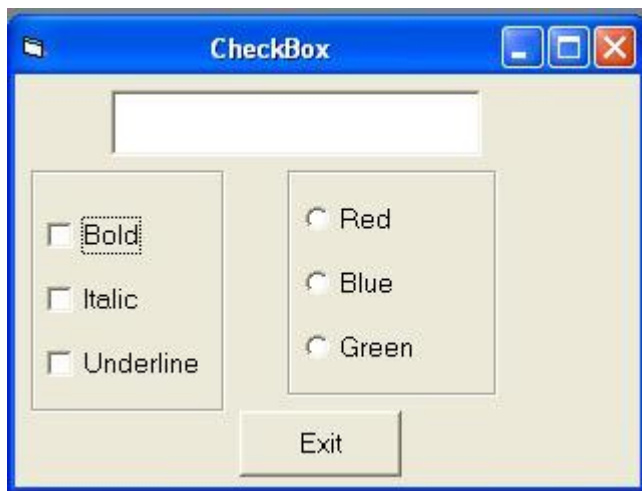 CheckBox
Bold
Italic
Underline
Red
Blue
Green
Exit